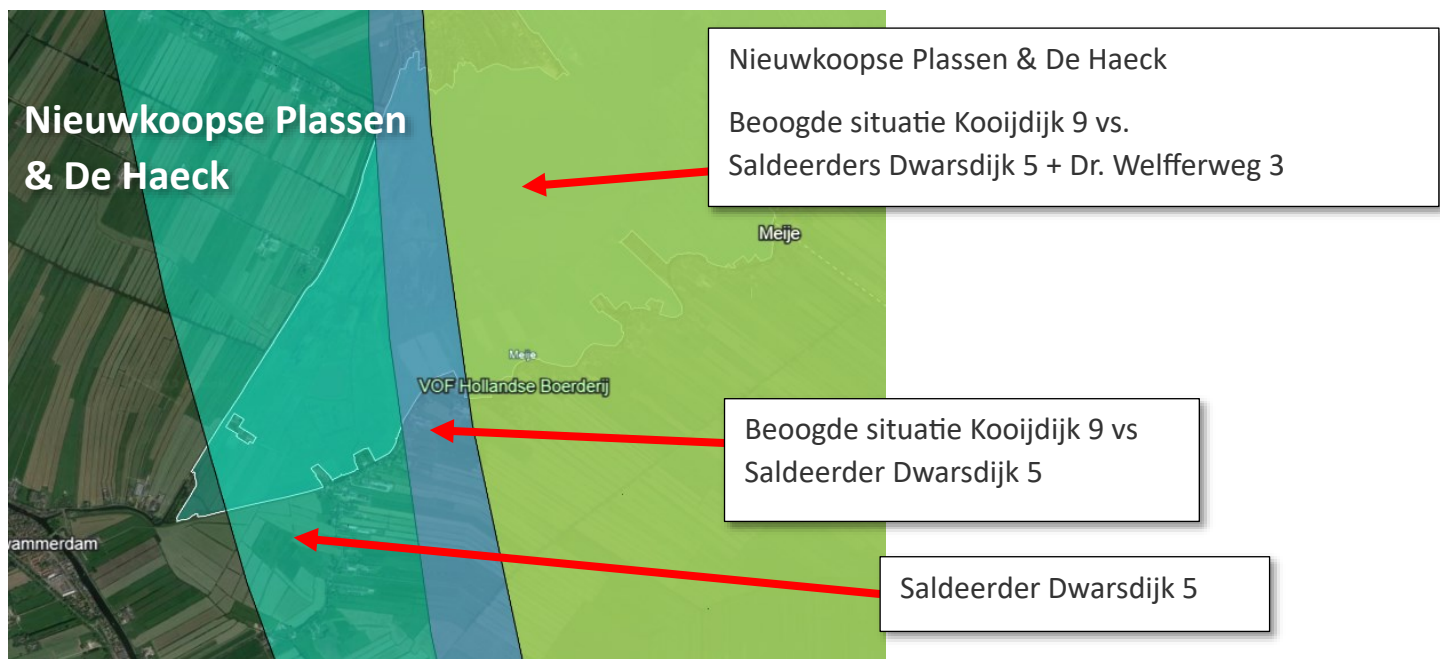 Nieuwkoopse Plassen
& De Haeck
Nieuwkoopse Plassen & De Haeck
Beoogde situatie Kooijdijk 9 vs.
Saldeerders Dwarsdijk 5 + Dr. Welfferweg 3
Meije
Meije
VOF Hollandse Boerderij
Beoogde situatie Kooijdijk 9 vs
Saldeerder Dwarsdijk 5
wammerdam
Saldeerder Dwarsdijk 5